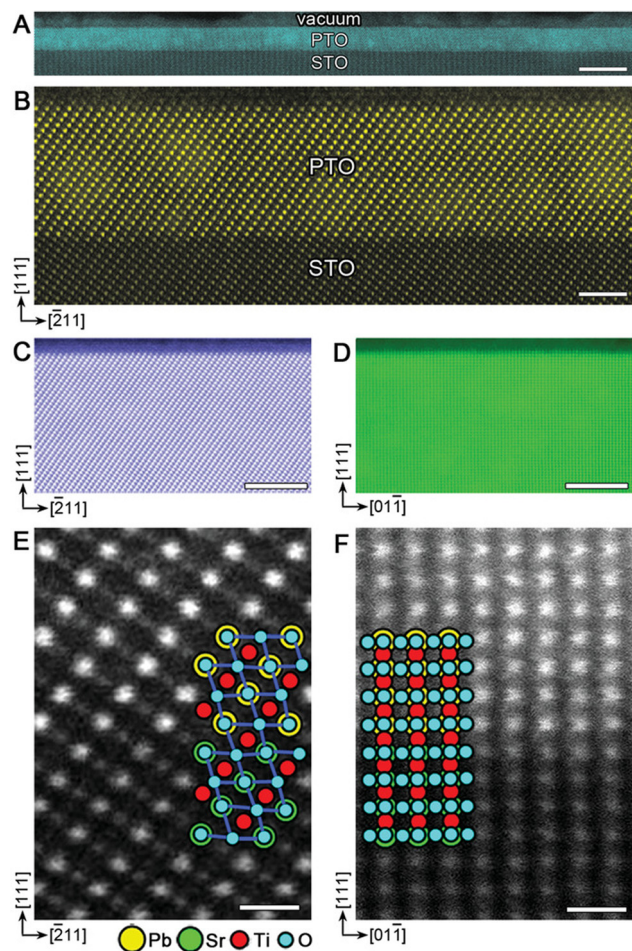 A
vacuum
PTO
STO
B
PTO
STO
[111]
[2̄11]
C
D
[111]
[2̄11]
[111]
[011̄]
E
F
[111]
[2̄11]
[111]
[011̄]
Pb Sr Ti O